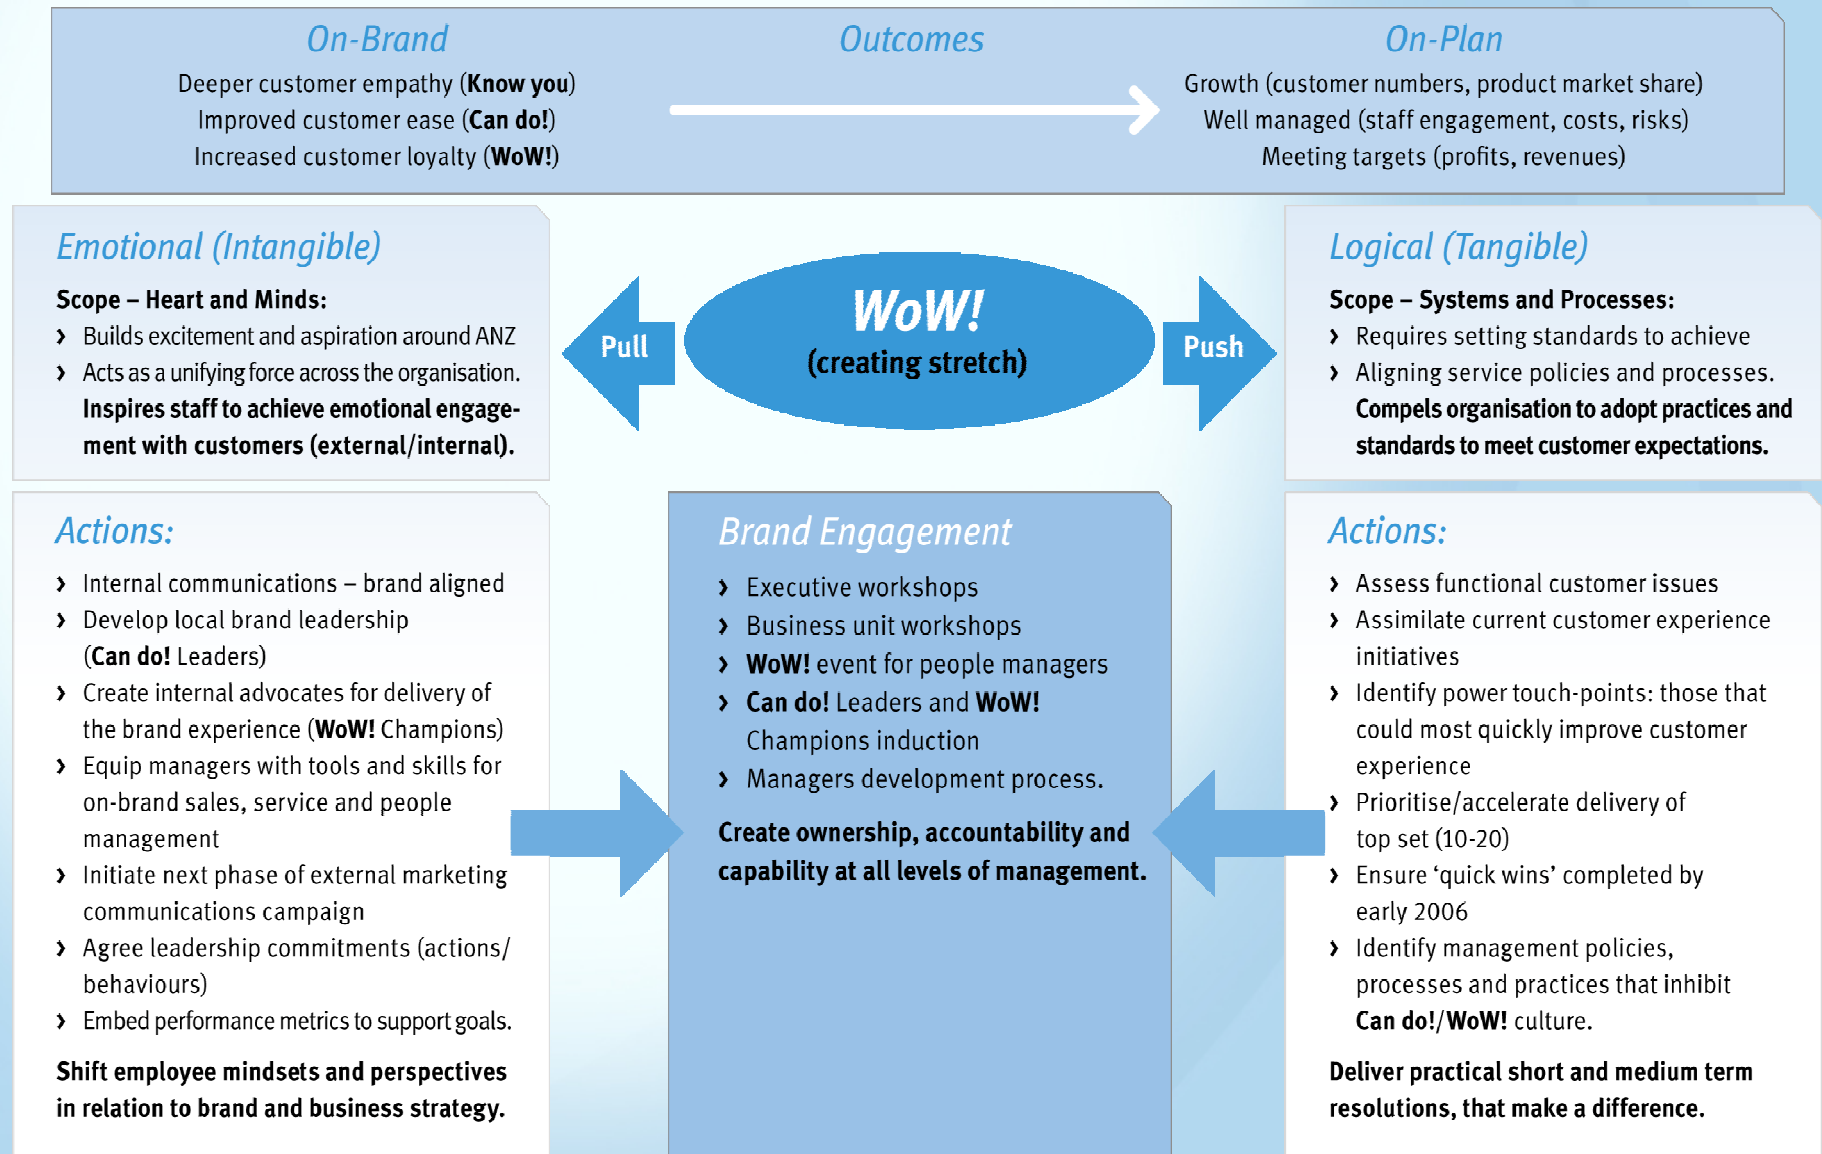 On-Brand
Deeper customer empathy (Know you)
Improved customer ease (Can do!)
Increased customer loyalty (WoW!)
Outcomes
On-Plan
Growth (customer numbers, product market share)
Well managed (staff engagement, costs, risks)
Meeting targets (profits, revenues)
Emotional (Intangible)
Scope – Heart and Minds:
› Builds excitement and aspiration around ANZ
› Acts as a unifying force across the organisation.
Inspires staff to achieve emotional engage-
ment with customers (external/internal).
Pull
WoW!
(creating stretch)
Push
Logical (Tangible)
Scope – Systems and Processes:
› Requires setting standards to achieve
› Aligning service policies and processes.
Compels organisation to adopt practices and
standards to meet customer expectations.
Actions:
› Internal communications – brand aligned
› Develop local brand leadership
(Can do! Leaders)
› Create internal advocates for delivery of
the brand experience (WoW! Champions)
› Equip managers with tools and skills for
on-brand sales, service and people
management
› Initiate next phase of external marketing
communications campaign
› Agree leadership commitments (actions/
behaviours)
› Embed performance metrics to support goals.
Shift employee mindsets and perspectives
in relation to brand and business strategy.
Brand Engagement
› Executive workshops
› Business unit workshops
› WoW! event for people managers
› Can do! Leaders and WoW!
Champions induction
› Managers development process.
Create ownership, accountability and
capability at all levels of management.
Actions:
› Assess functional customer issues
› Assimilate current customer experience
initiatives
› Identify power touch-points: those that
could most quickly improve customer
experience
› Prioritise/accelerate delivery of
top set (10-20)
› Ensure ‘quick wins’ completed by
early 2006
› Identify management policies,
processes and practices that inhibit
Can do!/WoW! culture.
Deliver practical short and medium term
resolutions, that make a difference.